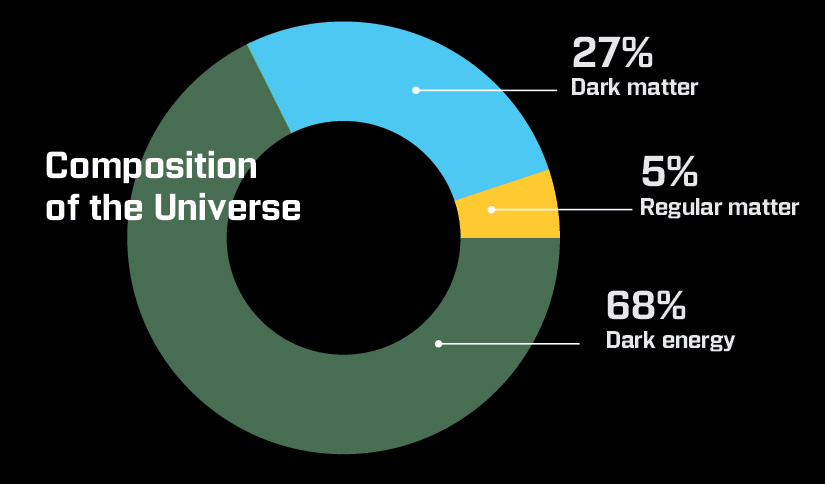 Composition
of the Universe
27%
Dark matter
5%
Regular matter
68%
Dark energy